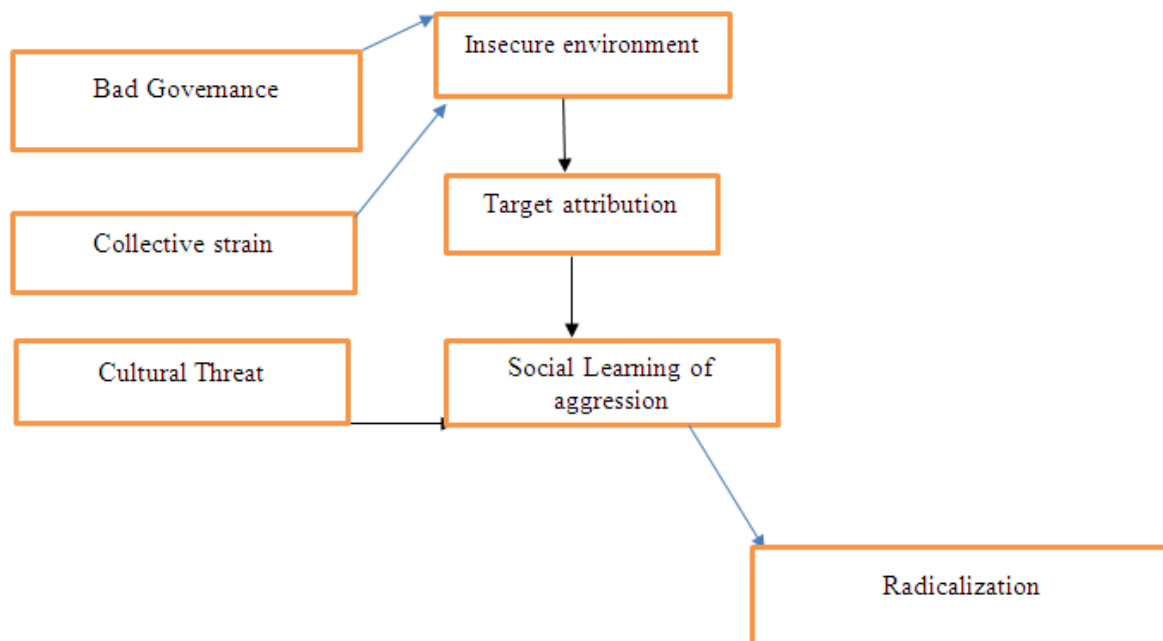 Insecure environment
Bad Governance
Target attribution
Collective strain
Cultural Threat
Social Learning of
aggression
Radicalization